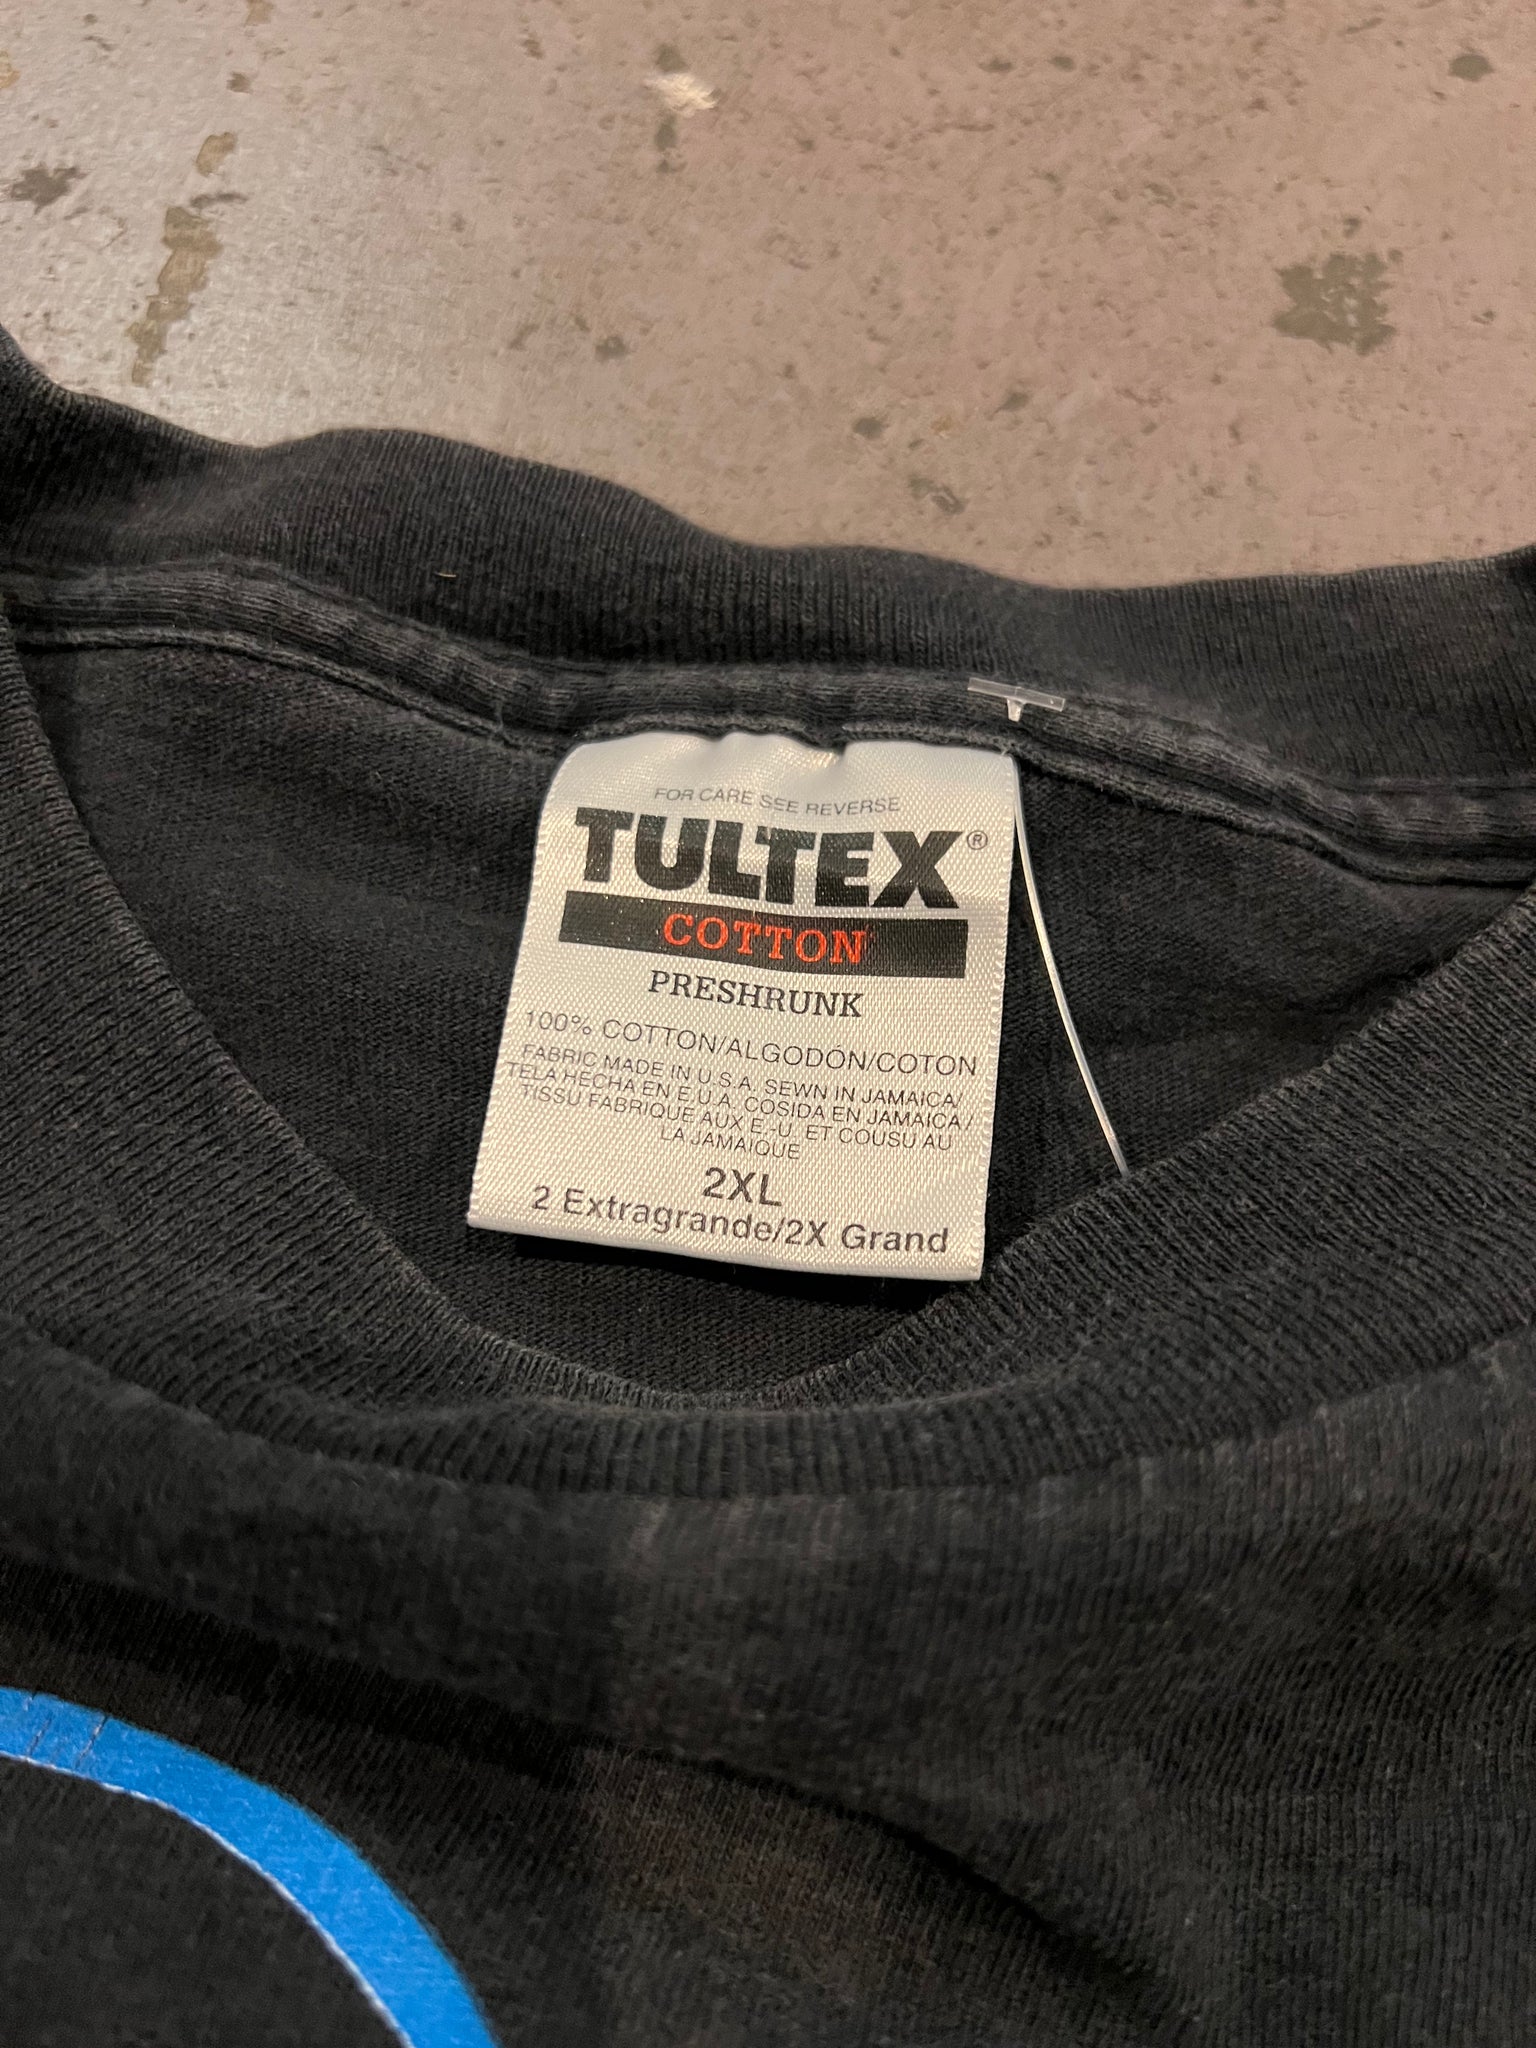 FOR CARE SEE REVERSE
TULTEX®
COTTON
PRESHRUNK
100% COTTON/ALGODÓN/COTON
FABRIC MADE IN U.S.A. SEWN IN JAMAICA/
TELA HECHA EN E.U.A. COSIDA EN JAMAICA/
TISSU FABRIQUE AUX E.-U. ET COUSU AU
LA JAMAIQUE
2XL
2 Extragrande/2X Grand